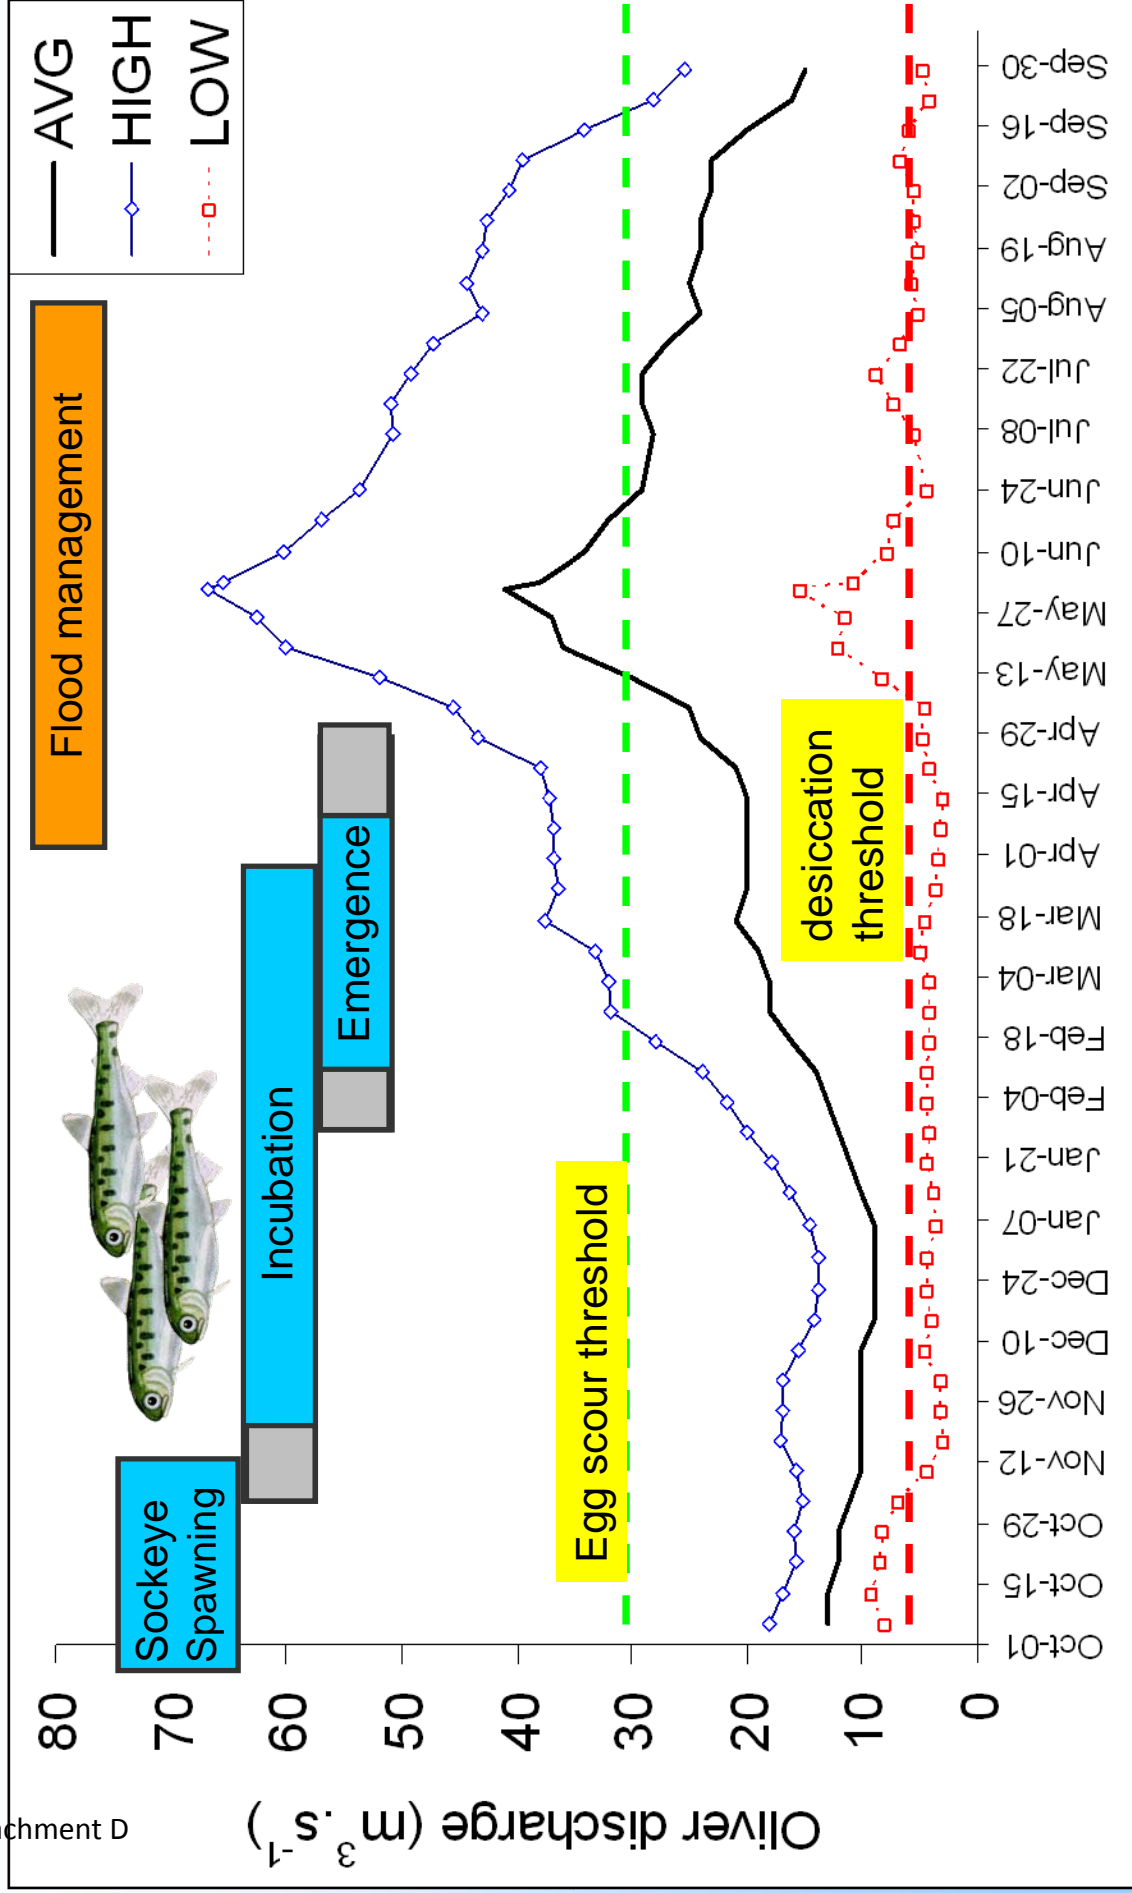 AVG
HIGH
LOW
Flood management
Sockeye
Spawning
Incubation
Emergence
Egg scour threshold
desiccation
threshold
80
70
60
50
40
30
20
10
0
Oliver discharge (m³.s⁻¹)
Oct-01
Oct-15
Oct-29
Nov-12
Nov-26
Dec-10
Dec-24
Jan-07
Jan-21
Feb-04
Feb-18
Mar-04
Mar-18
Apr-01
Apr-15
Apr-29
May-13
May-27
Jun-10
Jun-24
Jul-08
Jul-22
Aug-05
Aug-19
Sep-02
Sep-16
Sep-30
chment D